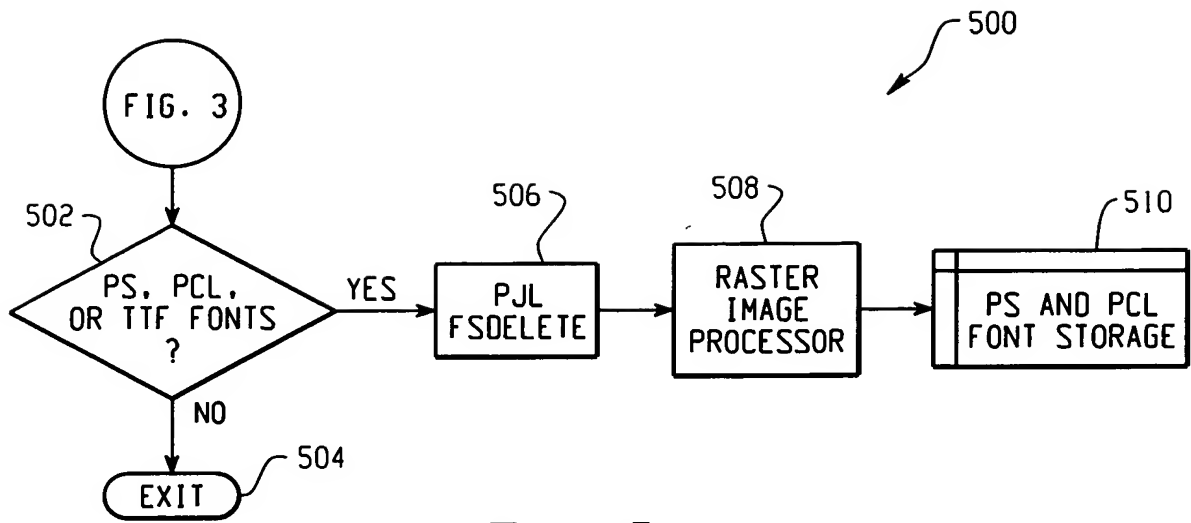 500
FIG. 3
502
PS, PCL,
OR TTF FONTS
?
YES
NO
504
EXIT
506
PJL
FSDELETE
508
RASTER
IMAGE
PROCESSOR
510
PS AND PCL
FONT STORAGE